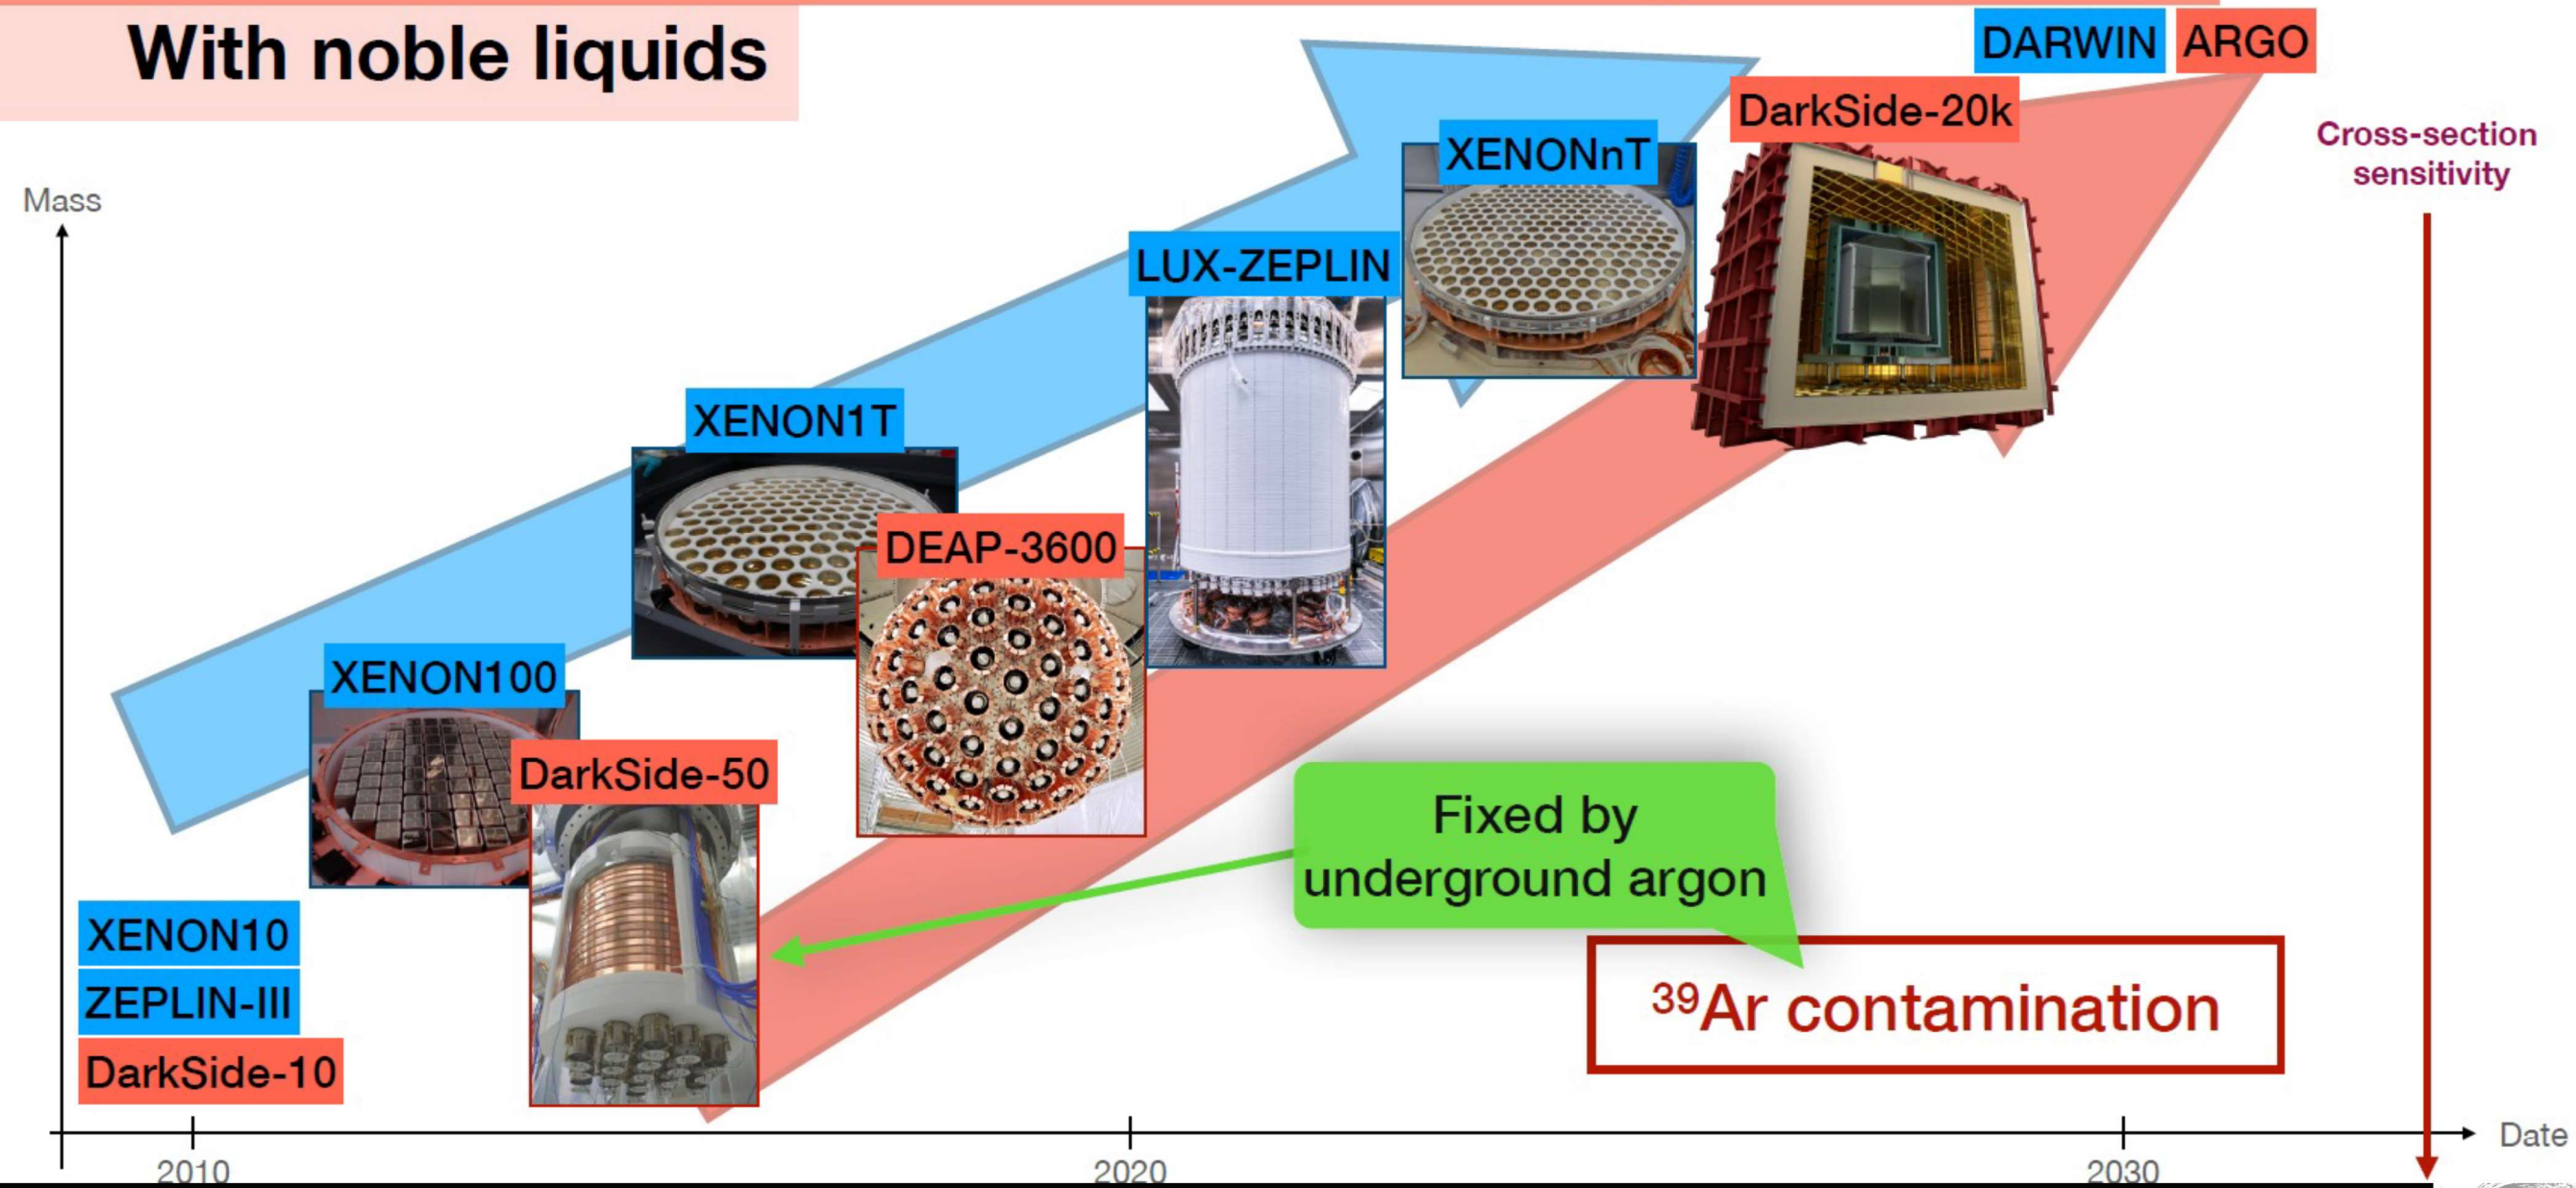 With noble liquids
DARWIN
ARGO
DarkSide-20k
Cross-section
sensitivity
XENONnT
Mass
LUX-ZEPLIN
XENON1T
DEAP-3600
XENON100
DarkSide-50
Fixed by
underground argon
XENON10
ZEPLIN-III
DarkSide-10
³⁹Ar contamination
Date
2010
2020
2030